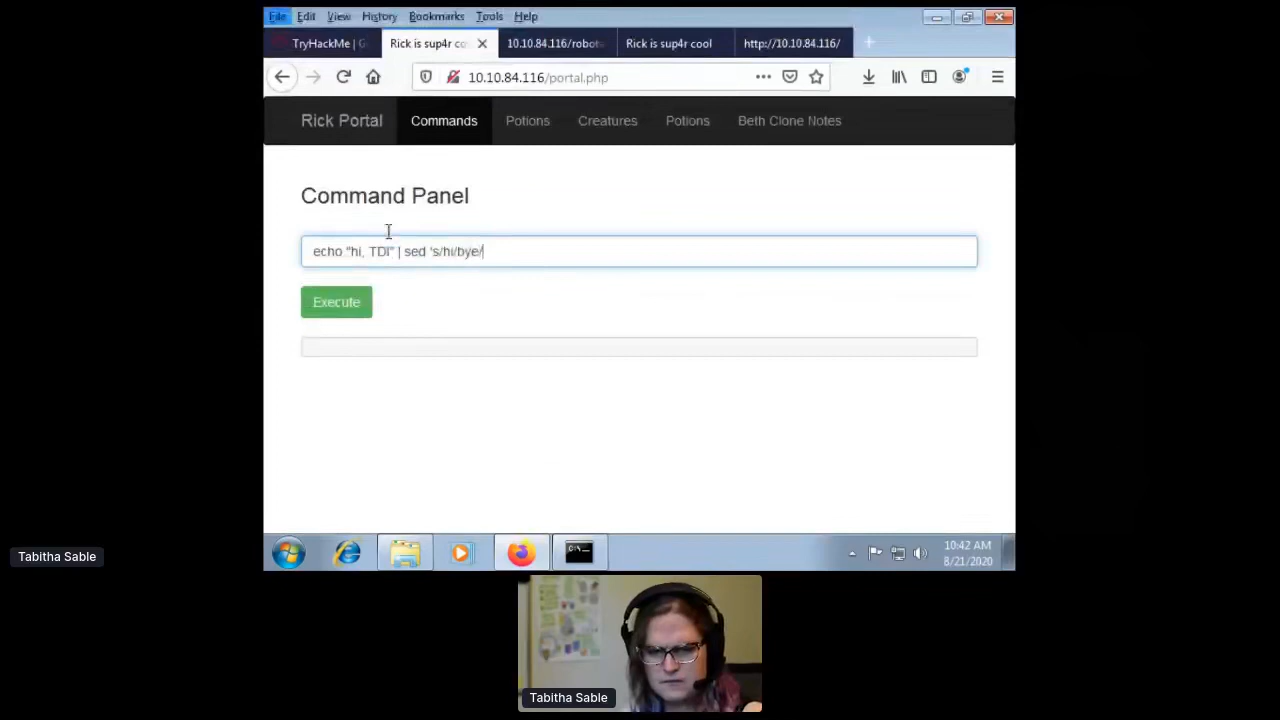 File Edit View History Bookmarks Tools Help
TryHackMe | G
Rick is sup4r co
10.10.84.116/robots
Rick is sup4r cool
http://10.10.84.116/
10.10.84.116/portal.php
Rick Portal Commands Potions Creatures Potions Beth Clone Notes
Command Panel
echo "hi, TDI" | sed 's/hi/bye/
Execute
C:\.
10:42 AM
8/21/2020
Tabitha Sable
Tabitha Sable